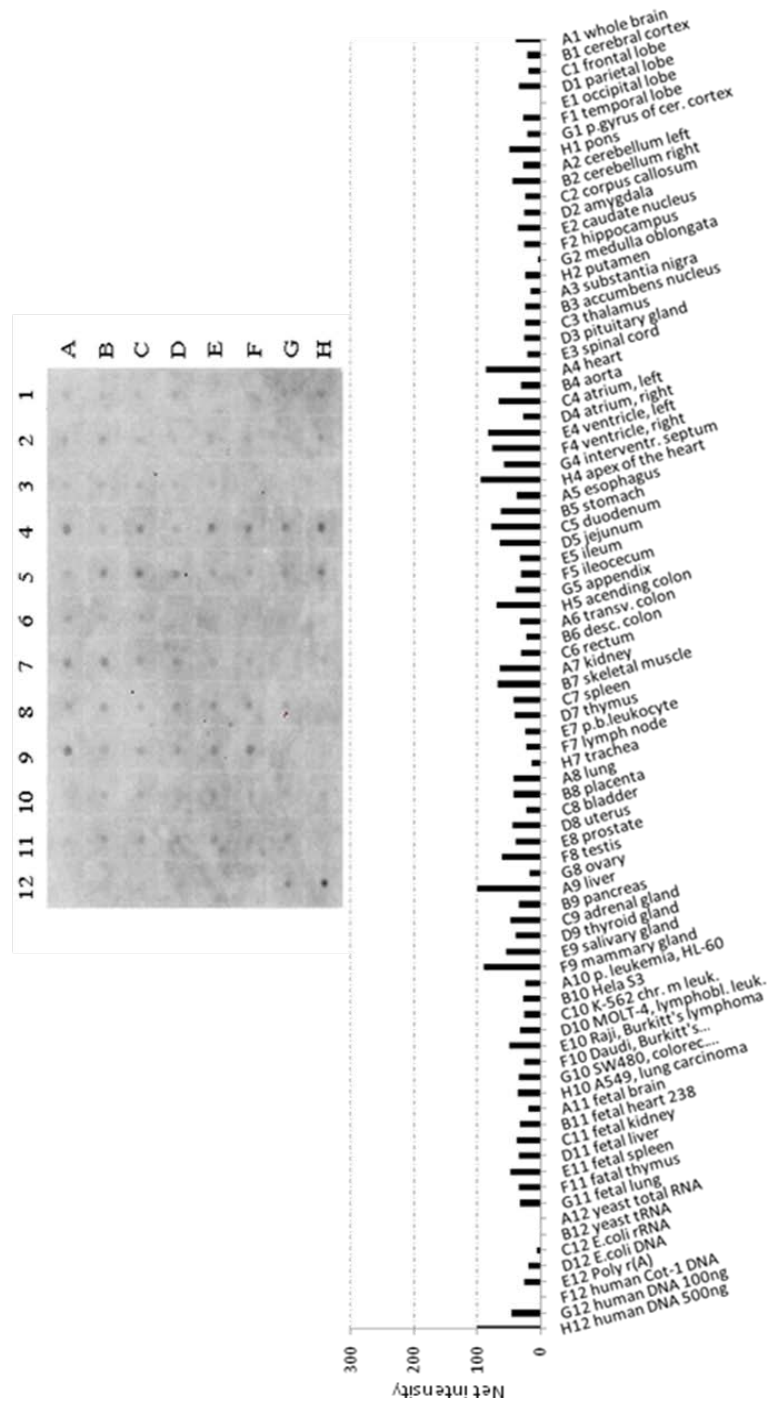 A
B
C
D
E
F
G
H
1
2
3
4
5
6
7
8
9
10
11
12
300
200
100
0
Net intensity
A1 whole brain
B1 cerebral cortex
C1 frontal lobe
D1 parietal lobe
E1 occipital lobe
F1 temporal lobe
G1 p.gyrus of cer. cortex
H1 pons
A2 cerebellum left
B2 cerebellum right
C2 corpus callosum
D2 amygdala
E2 caudate nucleus
F2 hippocampus
G2 medulla oblongata
H2 putamen
A3 substantia nigra
B3 accumbens nucleus
C3 thalamus
D3 pituitary gland
E3 spinal cord
A4 heart
B4 aorta
C4 atrium, left
D4 atrium, right
E4 ventricle, left
F4 ventricle, right
G4 interventr. septum
H4 apex of the heart
A5 esophagus
B5 stomach
C5 duodenum
D5 jejunum
E5 ileum
F5 ileocecum
G5 appendix
H5 acending colon
A6 transv. colon
B6 desc. colon
C6 rectum
A7 kidney
B7 skeletal muscle
C7 spleen
D7 thymus
E7 p.b.leukocyte
F7 lymph node
H7 trachea
A8 lung
B8 placenta
C8 bladder
D8 uterus
E8 prostate
F8 testis
G8 ovary
A9 liver
B9 pancreas
C9 adrenal gland
D9 thyroid gland
E9 salivary gland
F9 mammary gland
A10 p. leukemia, HL-60
B10 Hela S3
C10 K-562 chr. m leuk.
D10 MOLT-4, lymphobl. leuk.
E10 Raji, Burkitt's lymphoma
F10 Daudi, Burkitt's...
G10 SW480, colorec....
H10 A549, lung carcinoma
A11 fetal brain
B11 fetal heart 238
C11 fetal kidney
D11 fetal liver
E11 fetal spleen
F11 fatal thymus
G11 fetal lung
A12 yeast total RNA
B12 yeast tRNA
C12 E.coli rRNA
D12 E.coli DNA
E12 Poly r(A)
F12 human Cot-1 DNA
G12 human DNA 100ng
H12 human DNA 500ng